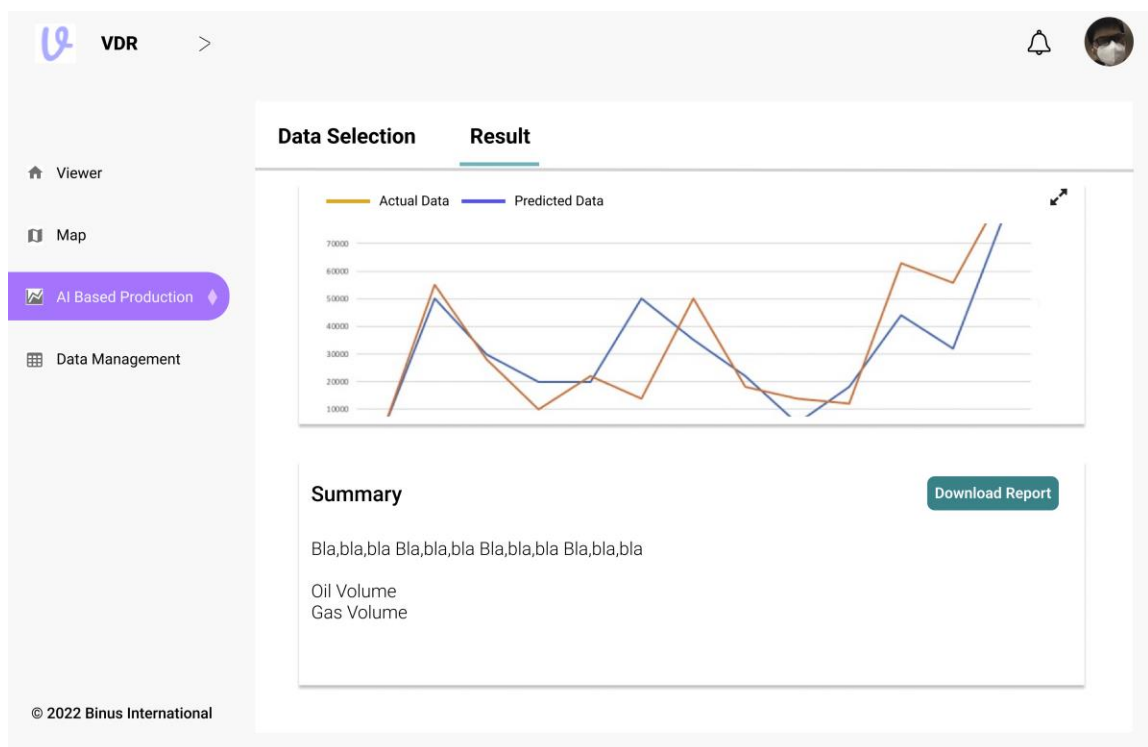 VDR >
Data Selection Result
Viewer
Map
AI Based Production
Data Management
Actual Data Predicted Data
70000
60000
50000
40000
30000
20000
10000
Summary
Download Report
Bla,bla,bla Bla,bla,bla Bla,bla,bla Bla,bla,bla
Oil Volume
Gas Volume
© 2022 Binus International